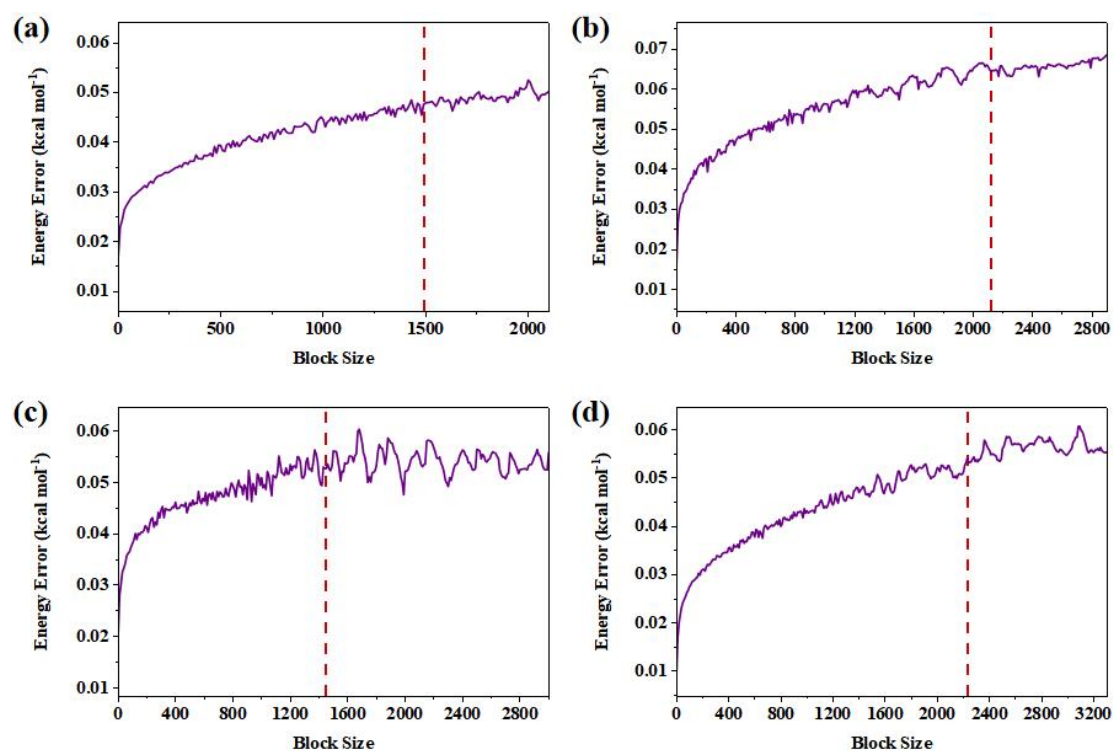 (a)
Energy Error (kcal mol⁻¹)
0.06
0.05
0.04
0.03
0.02
0.01
0 500 1000 1500 2000
Block Size
(b)
Energy Error (kcal mol⁻¹)
0.07
0.06
0.05
0.04
0.03
0.02
0.01
0 400 800 1200 1600 2000 2400 2800
Block Size
(c)
Energy Error (kcal mol⁻¹)
0.06
0.05
0.04
0.03
0.02
0.01
0 400 800 1200 1600 2000 2400 2800
Block Size
(d)
Energy Error (kcal mol⁻¹)
0.06
0.05
0.04
0.03
0.02
0.01
0 400 800 1200 1600 2000 2400 2800 3200
Block Size